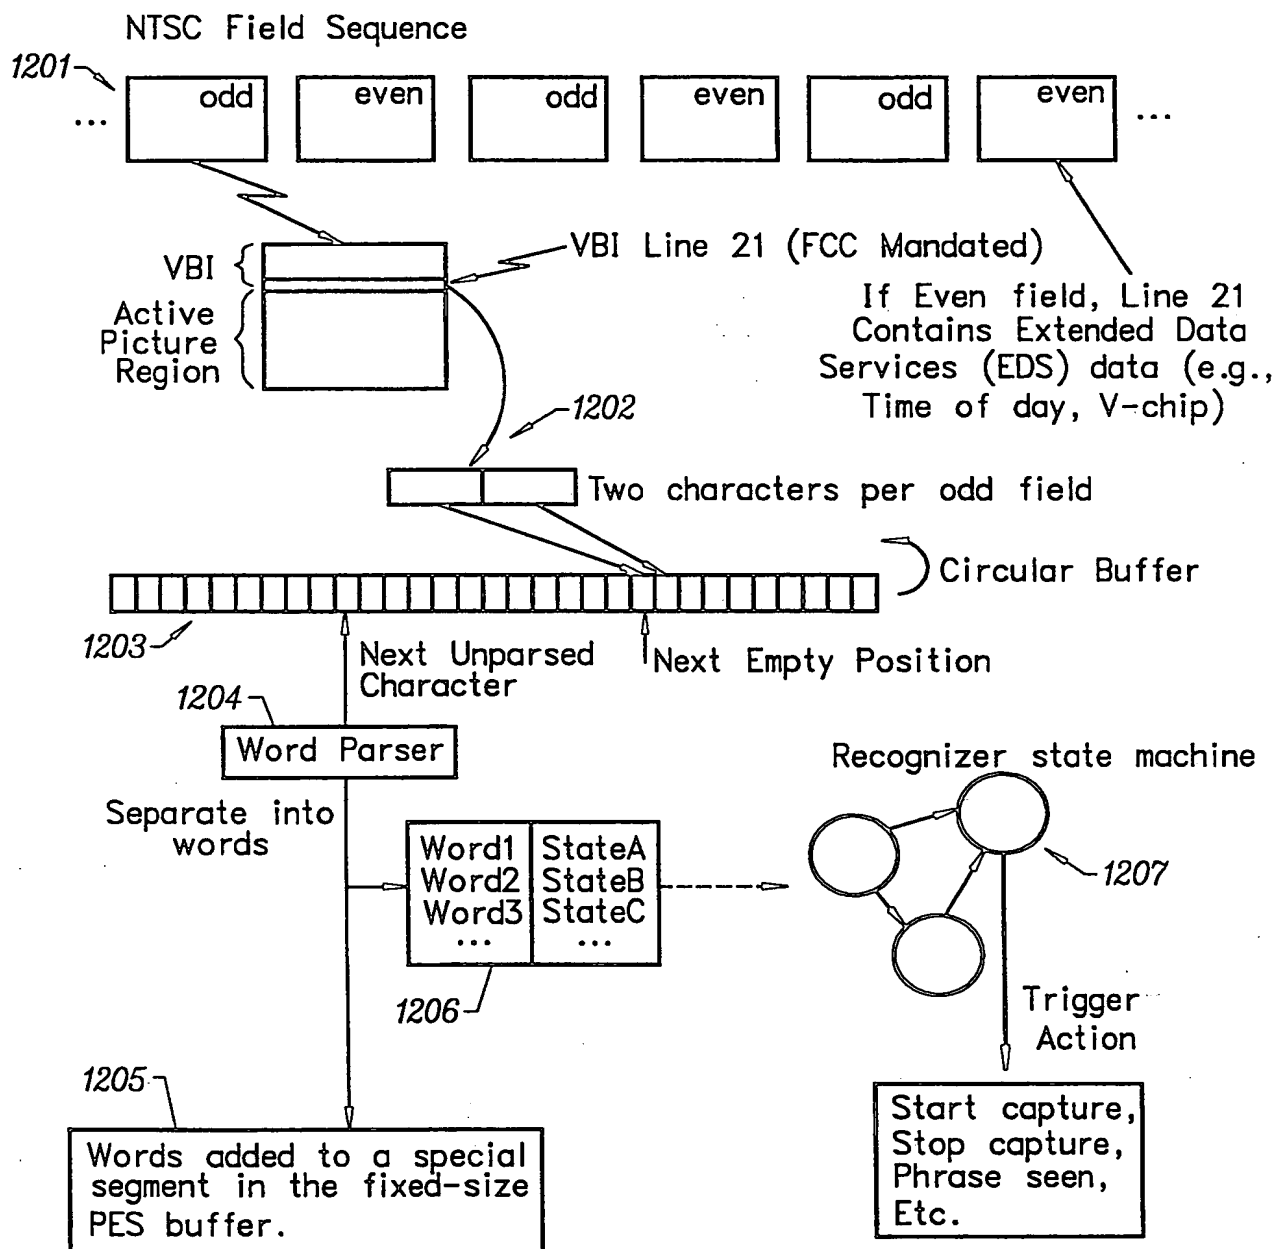 NTSC Field Sequence
1201
... odd even odd even odd even ...
VBI
VBI Line 21 (FCC Mandated)
Active
Picture
Region
If Even field, Line 21
Contains Extended Data
Services (EDS) data (e.g.,
Time of day, V-chip)
1202
Two characters per odd field
Circular Buffer
1203
Next Unparsed
Character
Next Empty Position
1204
Word Parser
Separate into
words
Word1 StateA
Word2 StateB
Word3 StateC
... ...
1206
Recognizer state machine
1207
Trigger
Action
1205
Words added to a special
segment in the fixed-size
PES buffer.
Start capture,
Stop capture,
Phrase seen,
Etc.